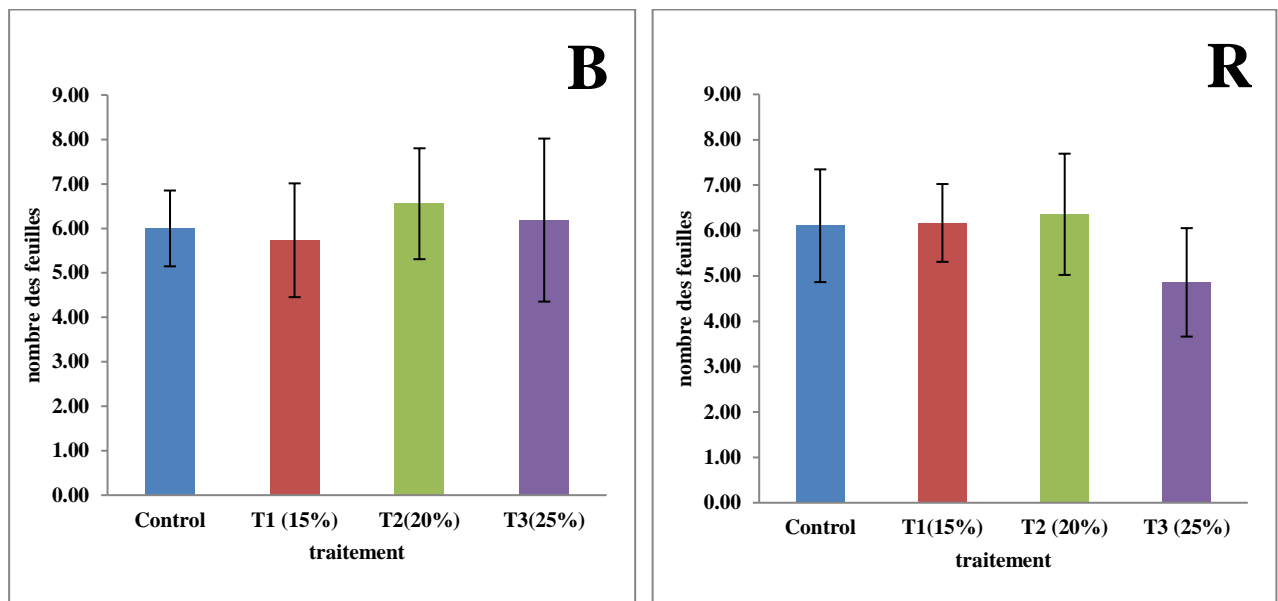 B
9.00
8.00
7.00
6.00
5.00
4.00
3.00
2.00
1.00
0.00
nombre des feuilles
Control T1 (15%) T2(20%) T3(25%)
traitement
R
9.00
8.00
7.00
6.00
5.00
4.00
3.00
2.00
1.00
0.00
nombre des feuilles
Control T1(15%) T2 (20%) T3 (25%)
traitement